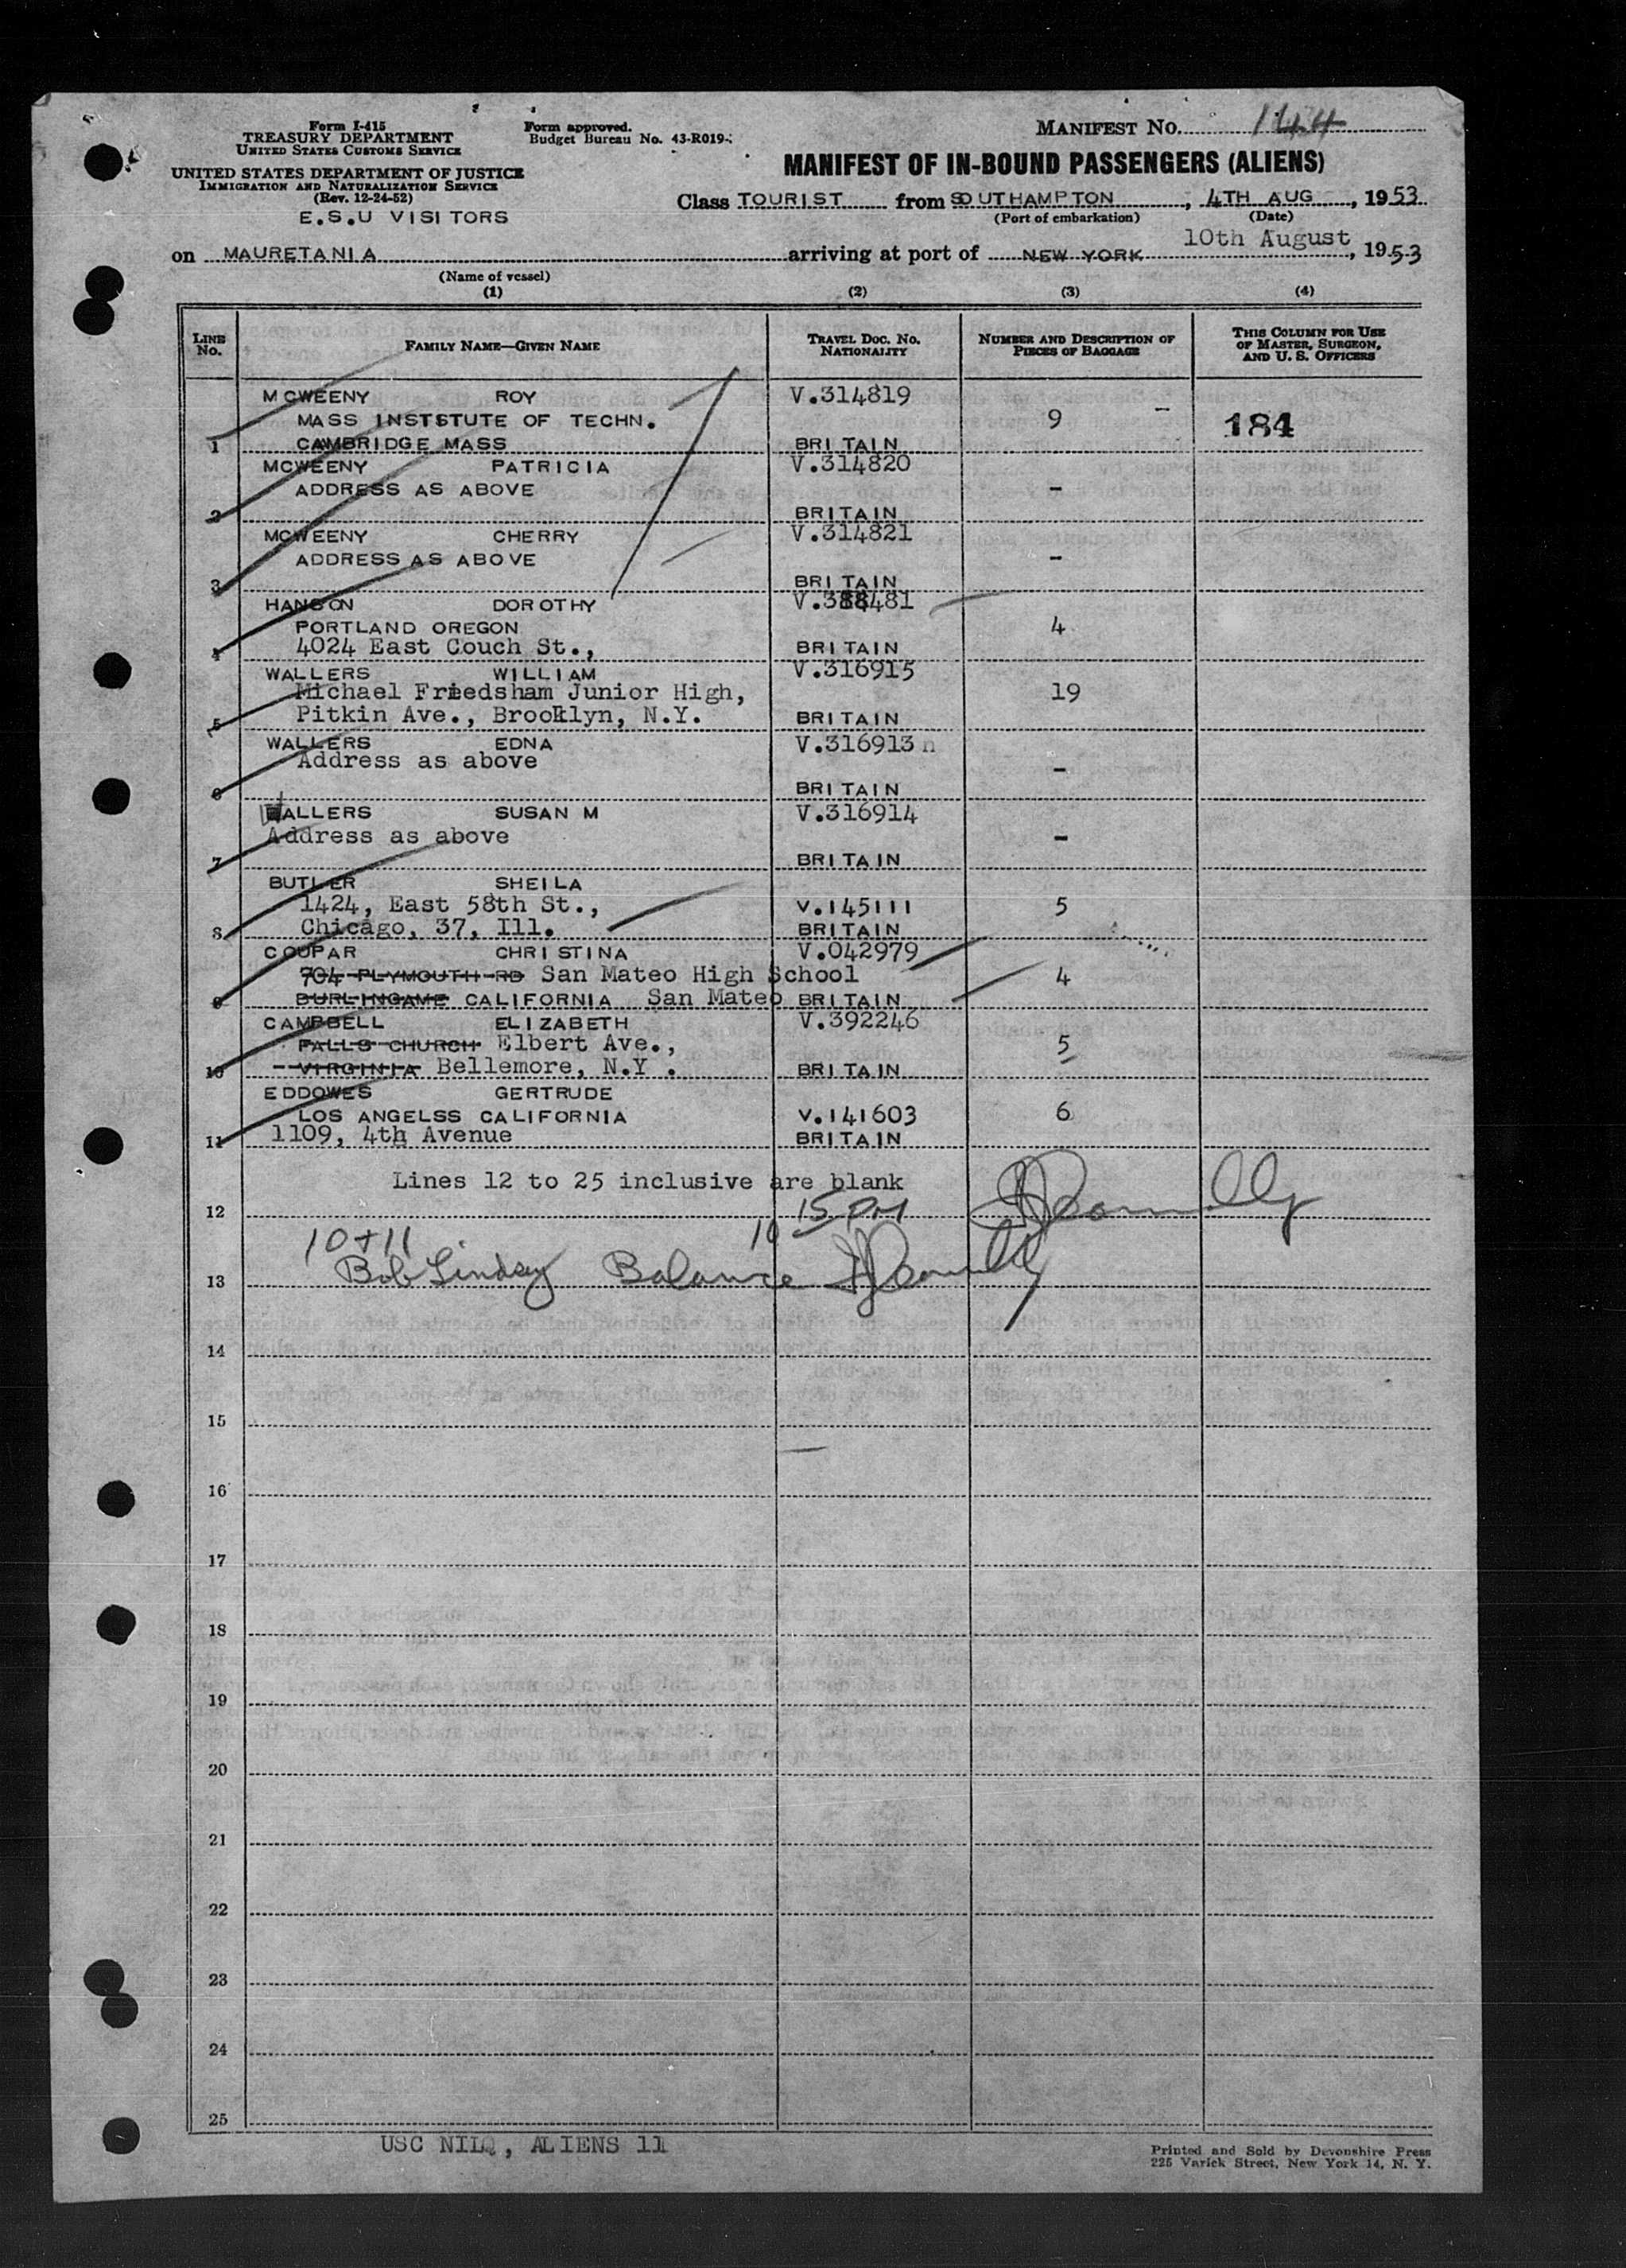 Form I-415
TREASURY DEPARTMENT
UNITED STATES CUSTOMS SERVICE
UNITED STATES DEPARTMENT OF JUSTICE
IMMIGRATION AND NATURALIZATION SERVICE
(Rev. 12-24-52)
E.S.U VISITORS
Form approved.
Budget Bureau No. 43-R019-
MANIFEST No.
MANIFEST OF IN-BOUND PASSENGERS (ALIENS)
Class TOURIST from SOUTHAMPTON, 4TH AUG, 1953
(Port of embarkation) (Date)
on MAURETANIA arriving at port of NEW YORK 10th August, 1953
(Name of vessel)
(1) (2) (3) (4)
LINE No. FAMILY NAME—GIVEN NAME TRAVEL DOC. NO. NATIONALITY NUMBER AND DESCRIPTION OF PIECES OF BAGGAGE THIS COLUMN FOR USE OF MASTER, SURGEON, AND U. S. OFFICERS
MCWEENY ROY V.314819
MASS INSTSTUTE OF TECHN. 9 - 184
1 CAMBRIDGE MASS BRITAIN
MCWEENY PATRICIA V.314820
ADDRESS AS ABOVE -
2 BRITAIN
MCWEENY CHERRY V.314821
ADDRESS AS ABOVE -
3 BRITAIN
HANSON DOROTHY
PORTLAND OREGON 4
4 4024 East Couch St., BRITAIN
WALLERS WILLIAM V.316915
Michael Friedsham Junior High, 19
5 Pitkin Ave., Brooklyn, N.Y. BRITAIN
WALLERS EDNA V.316913
Address as above -
6 BRITAIN
WALLERS SUSAN M V.316914
Address as above -
7 BRITAIN
BUTLER SHEILA
1424, East 58th St., V.145111 5
8 Chicago, 37, Ill. BRITAIN
COUPAR CHRISTINA V.042979
904 PLYMOUTH RD San Mateo High School 4
9 BURLINGAME CALIFORNIA San Mateo BRITAIN
CAMPBELL ELIZABETH V.392246
FALLS CHURCH Elbert Ave., 5
10 VIRGINIA Bellemore, N.Y. BRITAIN
EDDOWES GERTRUDE
LOS ANGELSS CALIFORNIA V.141603 6
11 1109, 4th Avenue BRITAIN
Lines 12 to 25 inclusive are blank
12 10 15 PM
10+11
13 Bob Lindsay Balance
14
15
16
17
18
19
20
21
22
23
24
25
USC NIL, ALIENS 11
Printed and Sold by Devonshire Press
225 Varick Street, New York 14, N. Y.